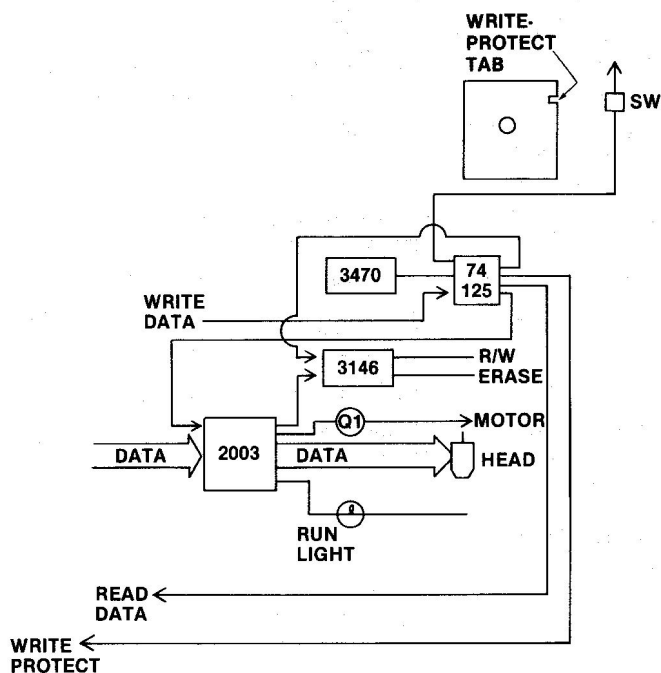 WRITE-
PROTECT
TAB
SW
3470
74
125
WRITE
DATA
3146
R/W
ERASE
Q1
MOTOR
DATA
2003
DATA
HEAD
RUN
LIGHT
READ
DATA
WRITE
PROTECT